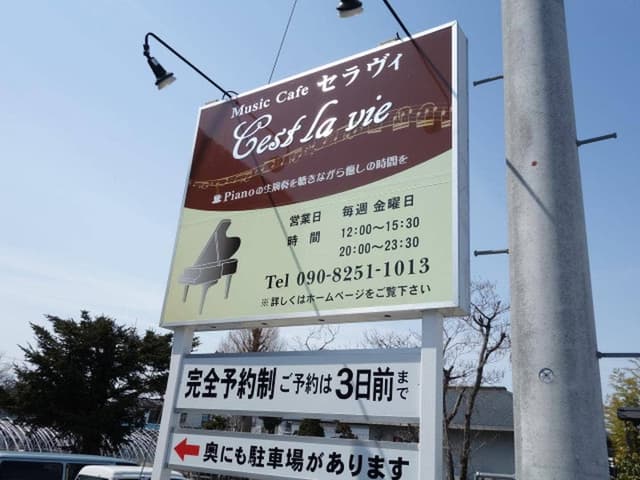 Music Cafe セラヴィ
C'est la vie
Pianoの生演奏を聴きながら癒しの時間を
営業日 毎週 金曜日
時間 12:00〜15:30
20:00〜23:30
Tel 090-8251-1013
※詳しくはホームページをご覧下さい
完全予約制 ご予約は3日前まで
奥にも駐車場があります